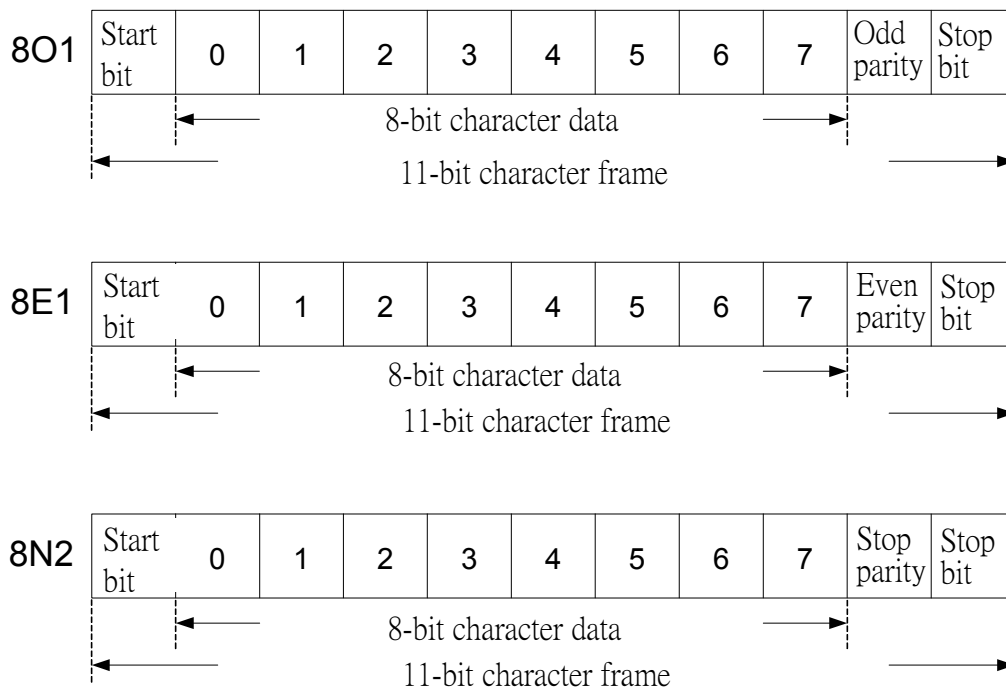 8O1 Start bit 0 1 2 3 4 5 6 7 Odd parity Stop bit
8-bit character data
11-bit character frame
8E1 Start bit 0 1 2 3 4 5 6 7 Even parity Stop bit
8-bit character data
11-bit character frame
8N2 Start bit 0 1 2 3 4 5 6 7 Stop parity Stop bit
8-bit character data
11-bit character frame